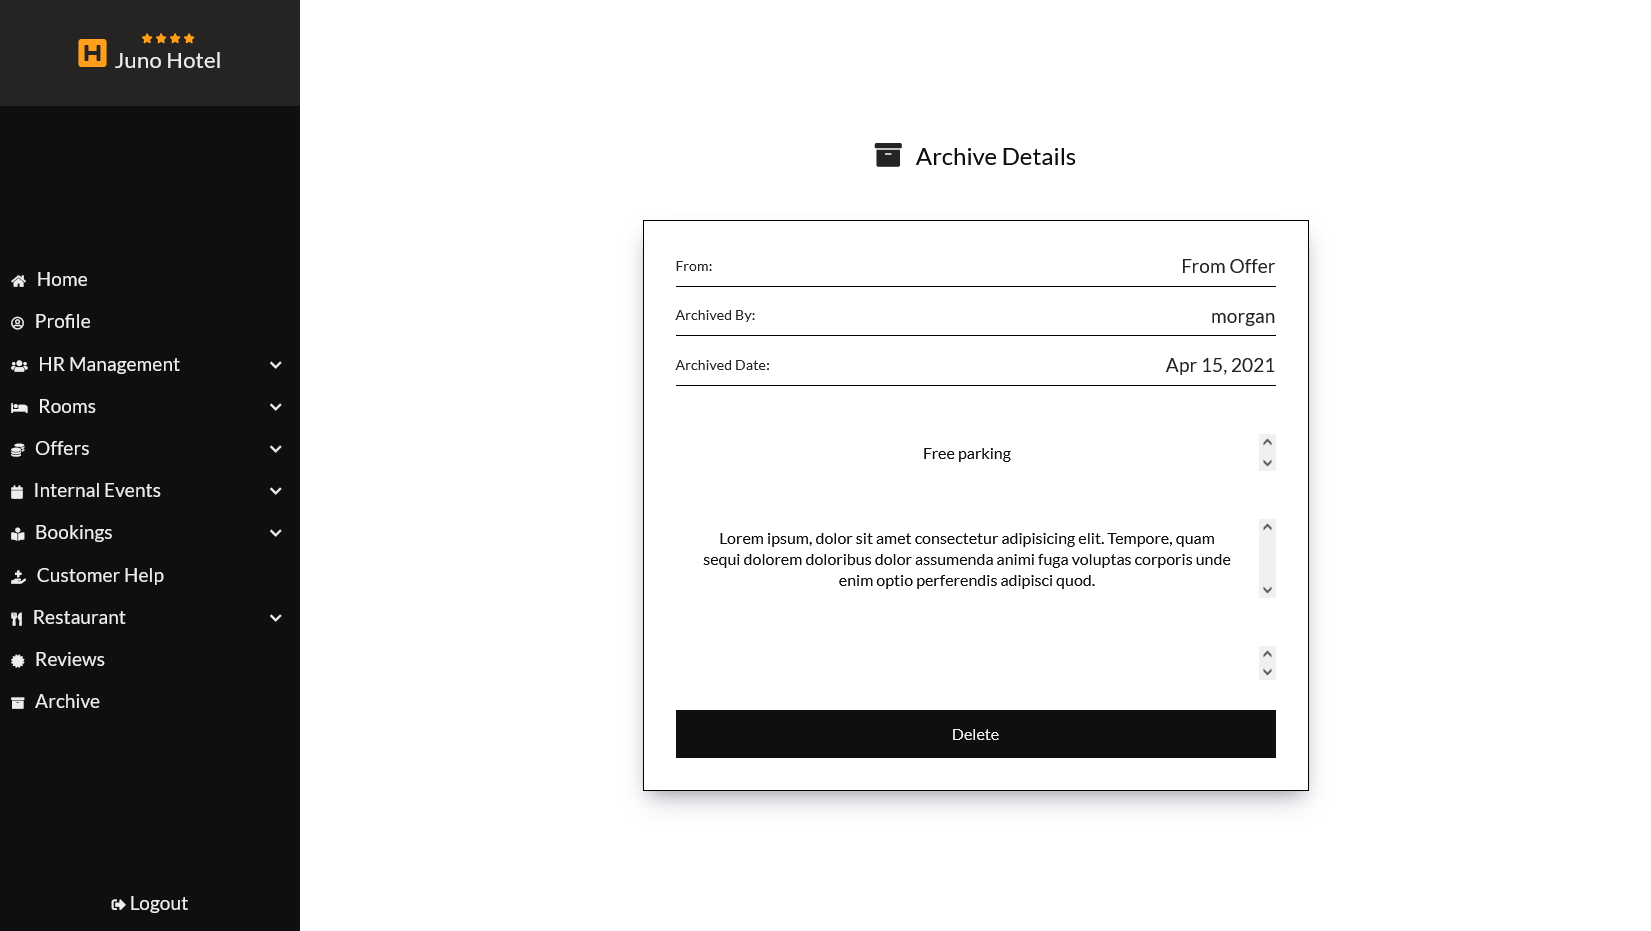 Juno Hotel
Home
Profile
HR Management
Rooms
Offers
Internal Events
Bookings
Customer Help
Restaurant
Reviews
Archive
Logout
Archive Details
From: From Offer
Archived By: morgan
Archived Date: Apr 15, 2021
Free parking
Lorem ipsum, dolor sit amet consectetur adipisicing elit. Tempore, quam
sequi dolorem doloribus dolor assumenda animi fuga voluptas corporis unde
enim optio perferendis adipisci quod.
Delete